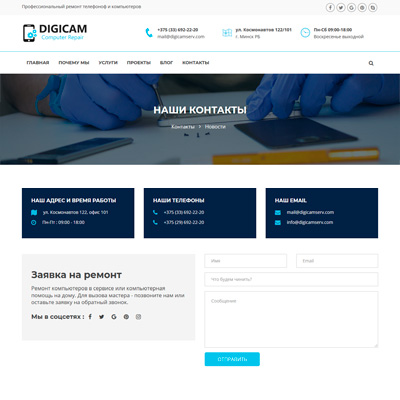 Профессиональный ремонт телефоноф и компьютеров
DIGICAM
Computer Repair
+375 (33) 692-22-20
mail@digicamserv.com
ул. Космонавтов 122/101
г. Минск РБ
Пн-Сб 09:00-18:00
Воскресенье выходной
ГЛАВНАЯ ПОЧЕМУ МЫ УСЛУГИ ПРОЕКТЫ БЛОГ КОНТАКТЫ
НАШИ КОНТАКТЫ
Контакты > Новости
НАШ АДРЕС И ВРЕМЯ РАБОТЫ
ул. Космонавтов 122, офис 101
Пн-Пт : 09:00 - 18:00
НАШИ ТЕЛЕФОНЫ
+375 (33) 692-22-20
+375 (29) 692-22-20
НАШ EMAIL
mail@digicamserv.com
info@digicamserv.com
Заявка на ремонт
Ремонт компьютеров в сервисе или компьютерная
помощь на дому. Для вызова мастера - позвоните нам или
оставьте заявку на обратный звонок.
Мы в соцсетях :
Имя
Email
Что будем чинить?
Сообщение
ОТПРАВИТЬ